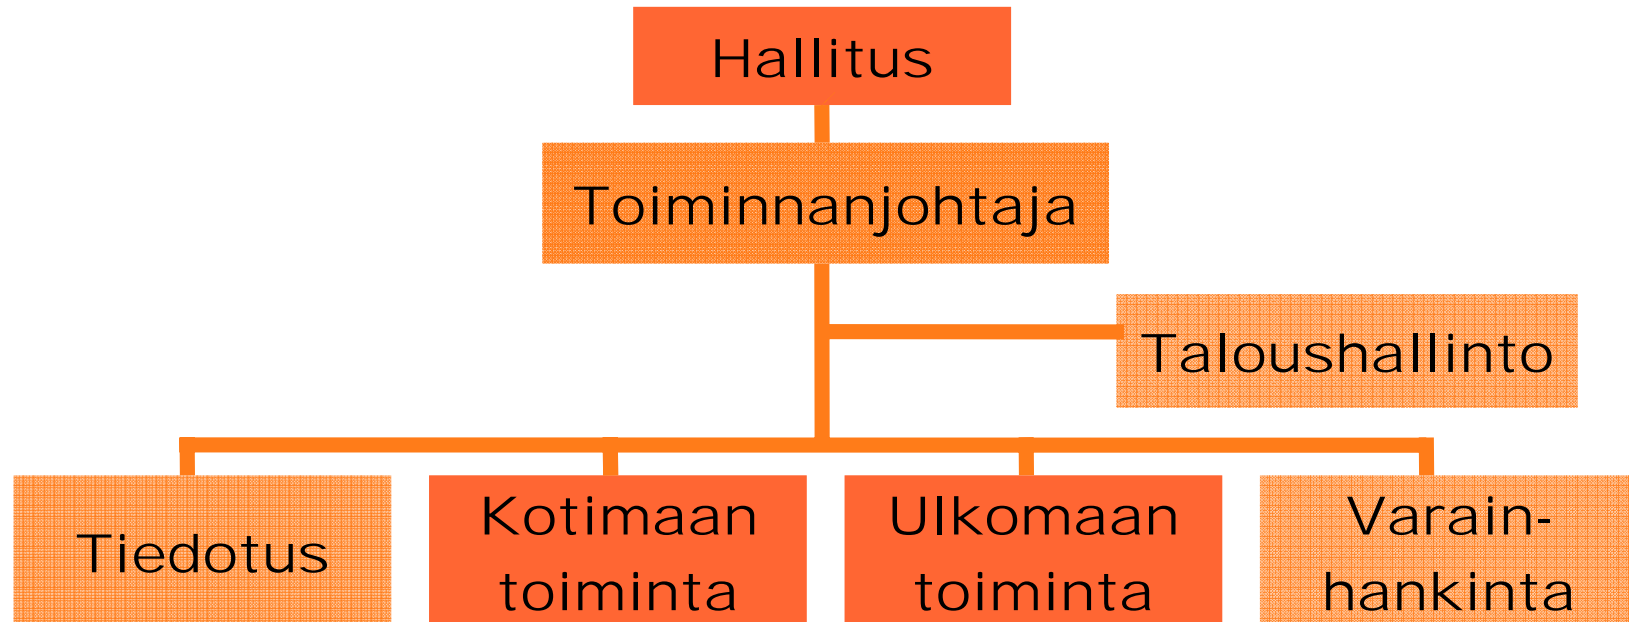 Hallitus
Toiminnanjohtaja
Taloushallinto
Tiedotus
Kotimaan
toiminta
Ulkomaan
toiminta
Varain-
hankinta